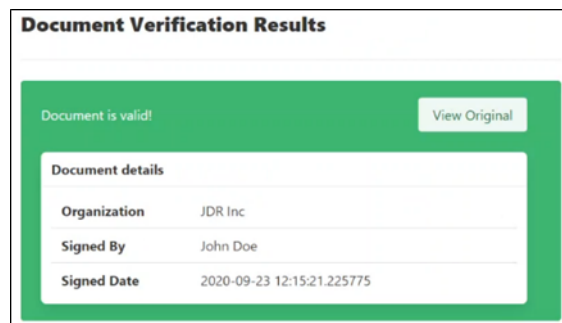 Document Verification Results
Document is valid!
View Original
Document details
Organization JDR Inc
Signed By John Doe
Signed Date 2020-09-23 12:15:21.225775